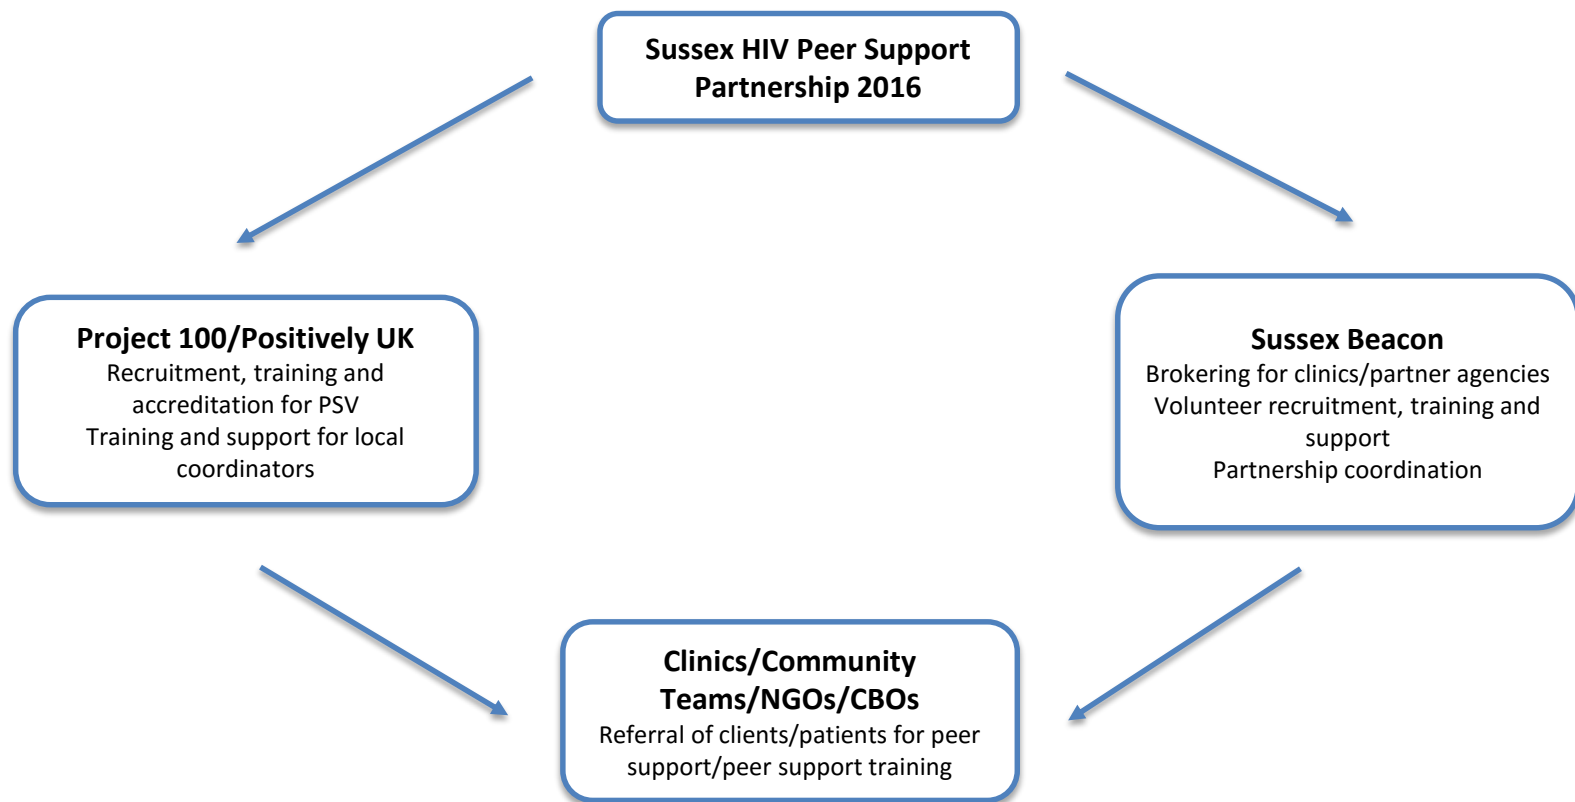 Sussex HIV Peer Support
Partnership 2016
Project 100/Positively UK
Recruitment, training and
accreditation for PSV
Training and support for local
coordinators
Sussex Beacon
Brokering for clinics/partner agencies
Volunteer recruitment, training and
support
Partnership coordination
Clinics/Community
Teams/NGOs/CBOs
Referral of clients/patients for peer
support/peer support training